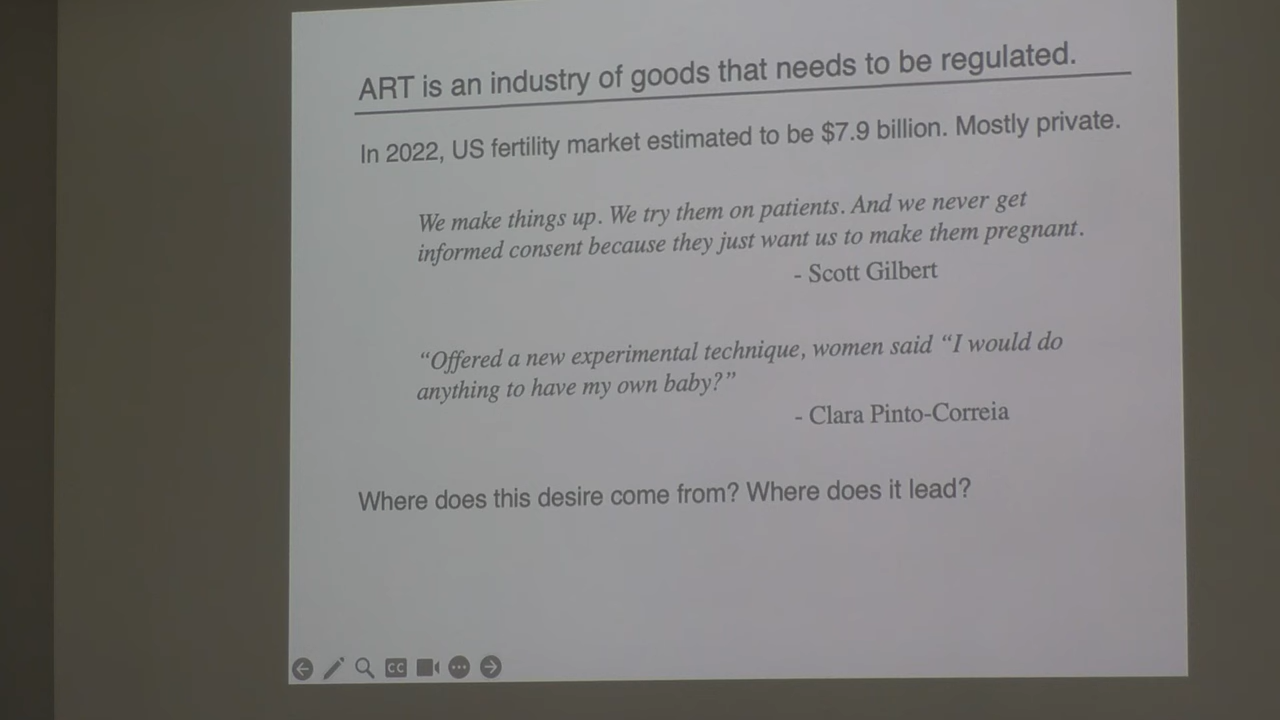 ART is an industry of goods that needs to be regulated.
In 2022, US fertility market estimated to be $7.9 billion. Mostly private.
We make things up. We try them on patients. And we never get
informed consent because they just want us to make them pregnant.
- Scott Gilbert
“Offered a new experimental technique, women said “I would do
anything to have my own baby?”
- Clara Pinto-Correia
Where does this desire come from? Where does it lead?
CC